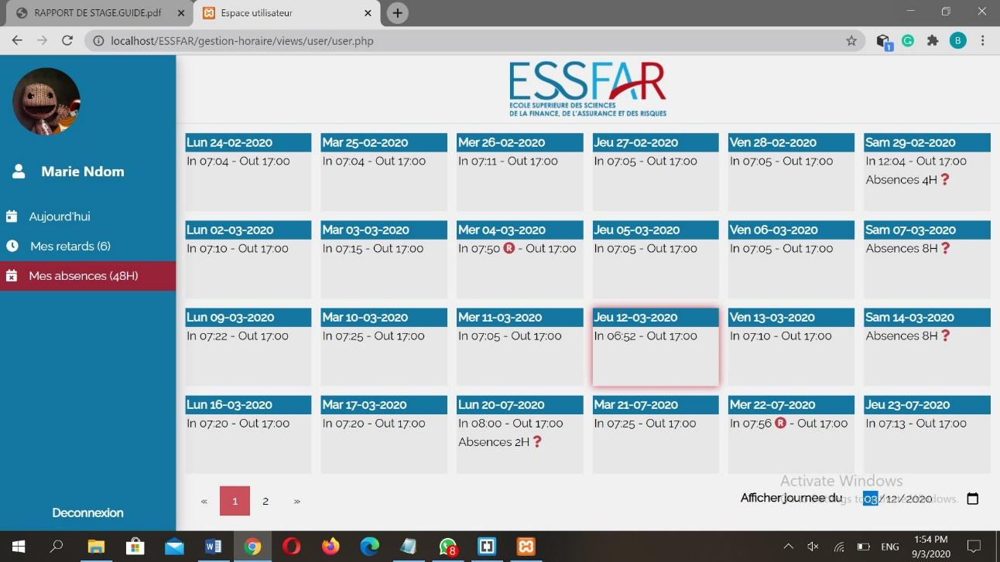 RAPPORT DE STAGE.GUIDE.pdf
Espace utilisateur
localhost/ESSFAR/gestion-horaire/views/user/user.php
1
B
ESSFAR
ECOLE SUPERIEURE DES SCIENCES
DE LA FINANCE, DE L'ASSURANCE ET DES RISQUES
Marie Ndom
Aujourd'hui
Mes retards (6)
Mes absences (48H)
Deconnexion
Lun 24-02-2020
In 07:04 - Out 17:00
Mar 25-02-2020
In 07:04 - Out 17:00
Mer 26-02-2020
In 07:11 - Out 17:00
Jeu 27-02-2020
In 07:05 - Out 17:00
Ven 28-02-2020
In 07:05 - Out 17:00
Sam 29-02-2020
In 12:04 - Out 17:00
Absences 4H ?
Lun 02-03-2020
In 07:10 - Out 17:00
Mar 03-03-2020
In 07:15 - Out 17:00
Mer 04-03-2020
In 07:50 R - Out 17:00
Jeu 05-03-2020
In 07:05 - Out 17:00
Ven 06-03-2020
In 07:05 - Out 17:00
Sam 07-03-2020
Absences 8H ?
Lun 09-03-2020
In 07:22 - Out 17:00
Mar 10-03-2020
In 07:25 - Out 17:00
Mer 11-03-2020
In 07:05 - Out 17:00
Jeu 12-03-2020
In 06:52 - Out 17:00
Ven 13-03-2020
In 07:10 - Out 17:00
Sam 14-03-2020
Absences 8H ?
Lun 16-03-2020
In 07:20 - Out 17:00
Mar 17-03-2020
In 07:20 - Out 17:00
Lun 20-07-2020
In 08:00 - Out 17:00
Absences 2H ?
Mar 21-07-2020
In 07:25 - Out 17:00
Mer 22-07-2020
In 07:56 R - Out 17:00
Jeu 23-07-2020
In 07:13 - Out 17:00
« 1 2 »
Activate Windows
Go to Settings to activate Windows.
Afficher journee du 03/12/2020
8
ENG
1:54 PM
9/3/2020